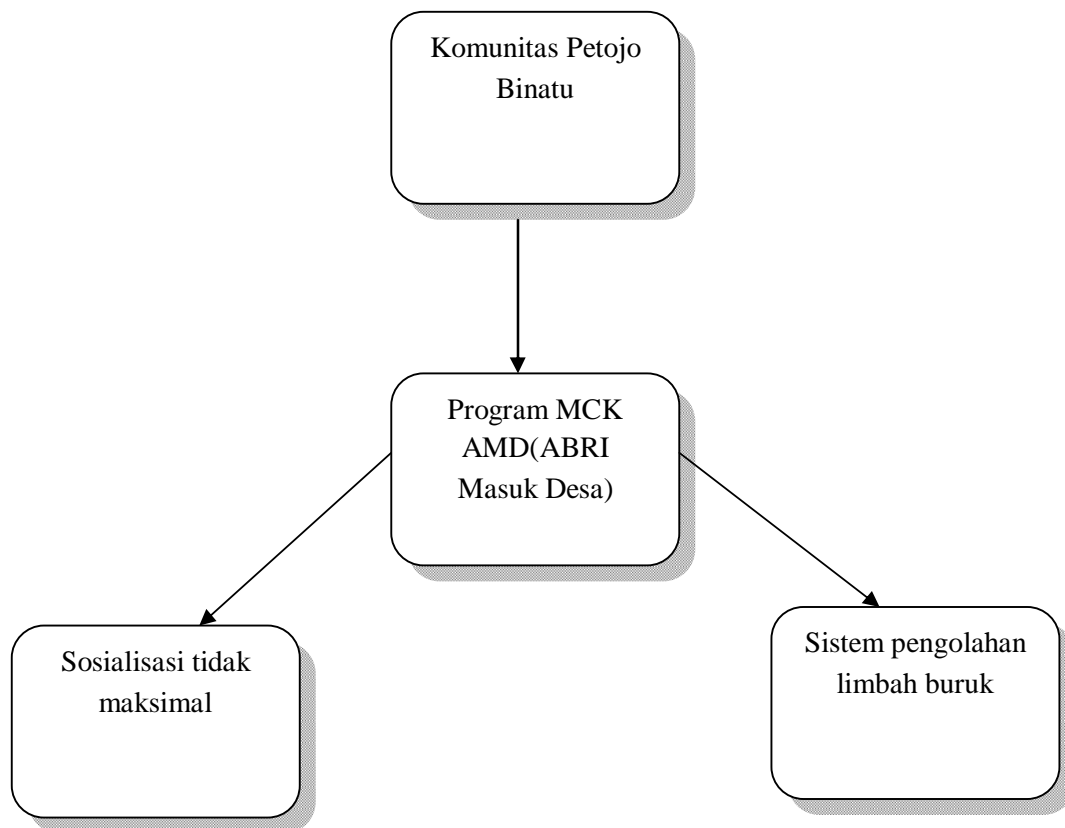 Komunitas Petojo
Binatu
Program MCK
AMD(ABRI
Masuk Desa)
Sosialisasi tidak
maksimal
Sistem pengolahan
limbah buruk